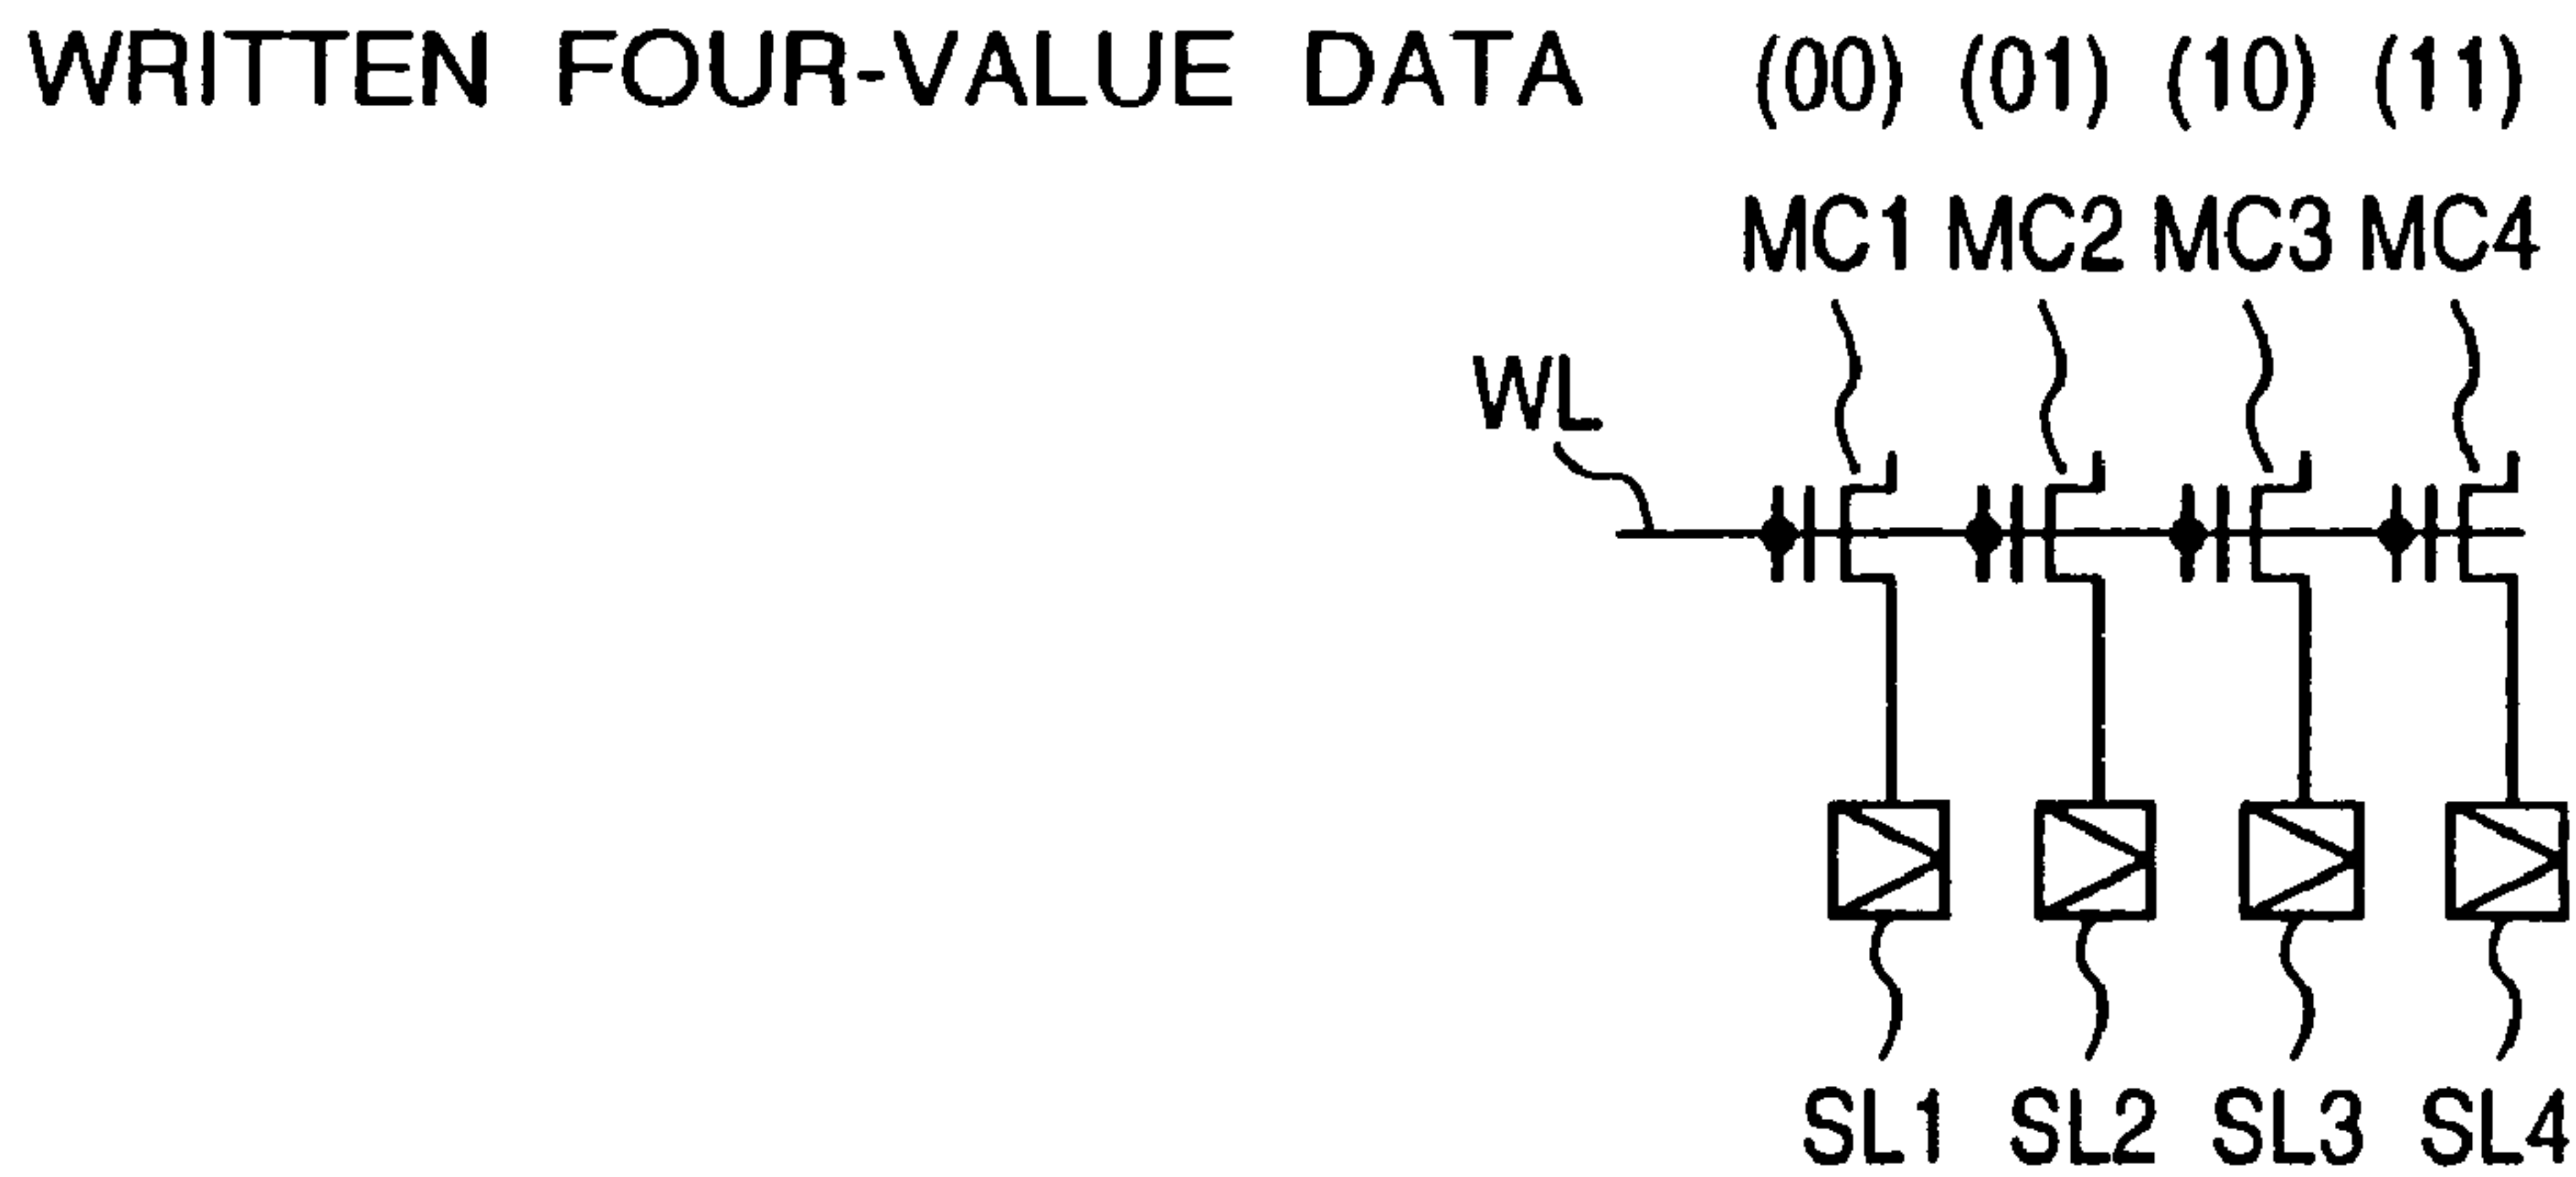 WRITTEN FOUR-VALUE DATA (00) (01) (10) (11)
MC1 MC2 MC3 MC4
WL
SL1 SL2 SL3 SL4